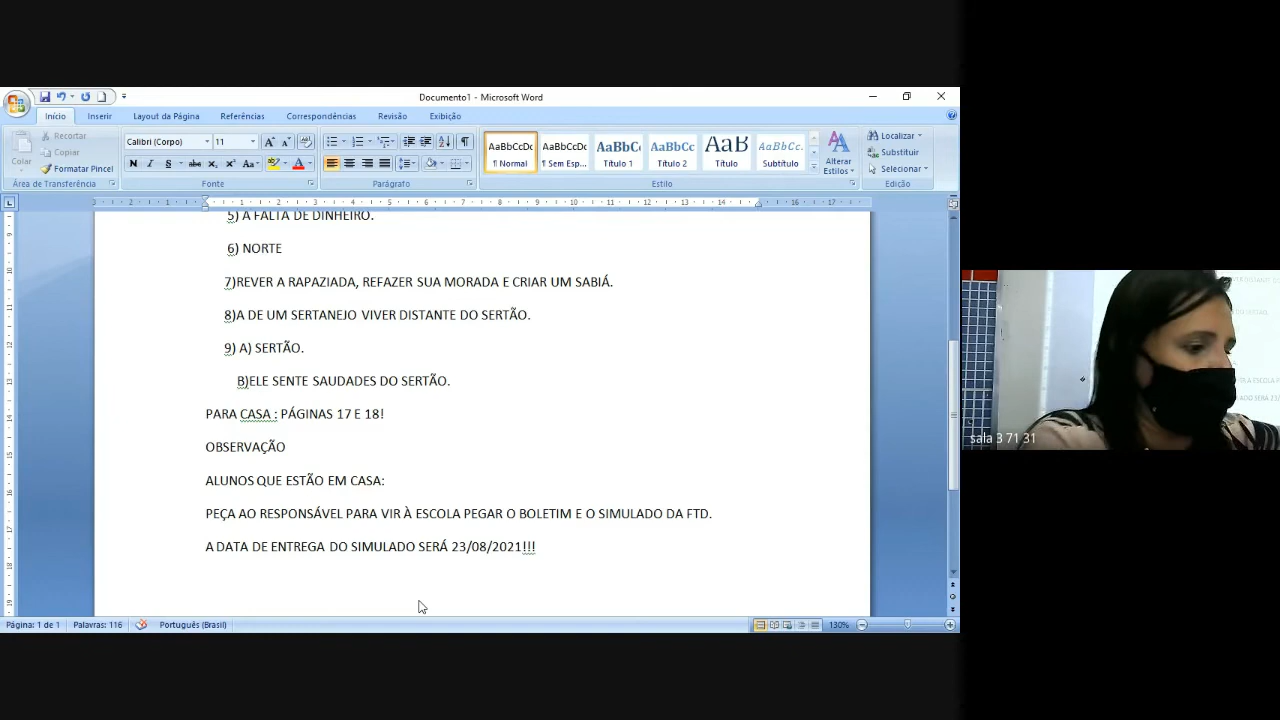 Documento1 - Microsoft Word
Início Inserir Layout da Página Referências Correspondências Revisão Exibição
Colar
Recortar
Copiar
Formatar Pincel
Área de Transferência
Calibri (Corpo) 11
Fonte
Parágrafo
AaBbCcDc AaBbCcDc AaBbCc AaBbCc AaB AaBbCc.
¶ Normal ¶ Sem Esp... Título 1 Título 2 Título Subtítulo
Alterar Estilos
Estilo
Localizar
Substituir
Selecionar
Edição
5) A FALTA DE DINHEIRO.
6) NORTE
7)REVER A RAPAZIADA, REFAZER SUA MORADA E CRIAR UM SABIÁ.
8)A DE UM SERTANEJO VIVER DISTANTE DO SERTÃO.
9) A) SERTÃO.
B)ELE SENTE SAUDADES DO SERTÃO.
PARA CASA : PÁGINAS 17 E 18!
OBSERVAÇÃO
ALUNOS QUE ESTÃO EM CASA:
PEÇA AO RESPONSÁVEL PARA VIR À ESCOLA PEGAR O BOLETIM E O SIMULADO DA FTD.
A DATA DE ENTREGA DO SIMULADO SERÁ 23/08/2021!!!
Página: 1 de 1 Palavras: 116 Português (Brasil) 130%
sala 3 71 31